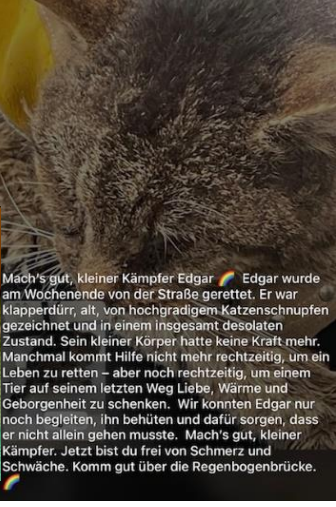 Mach's gut, kleiner Kämpfer Edgar 🌈 Edgar wurde
am Wochenende von der Straße gerettet. Er war
klapperdürr, alt, von hochgradigem Katzenschnupfen
gezeichnet und in einem insgesamt desolaten
Zustand. Sein kleiner Körper hatte keine Kraft mehr.
Manchmal kommt Hilfe nicht mehr rechtzeitig, um ein
Leben zu retten – aber noch rechtzeitig, um einem
Tier auf seinem letzten Weg Liebe, Wärme und
Geborgenheit zu schenken. Wir konnten Edgar nur
noch begleiten, ihn behüten und dafür sorgen, dass
er nicht allein gehen musste. Mach's gut, kleiner
Kämpfer. Jetzt bist du frei von Schmerz und
Schwäche. Komm gut über die Regenbogenbrücke.
🌈